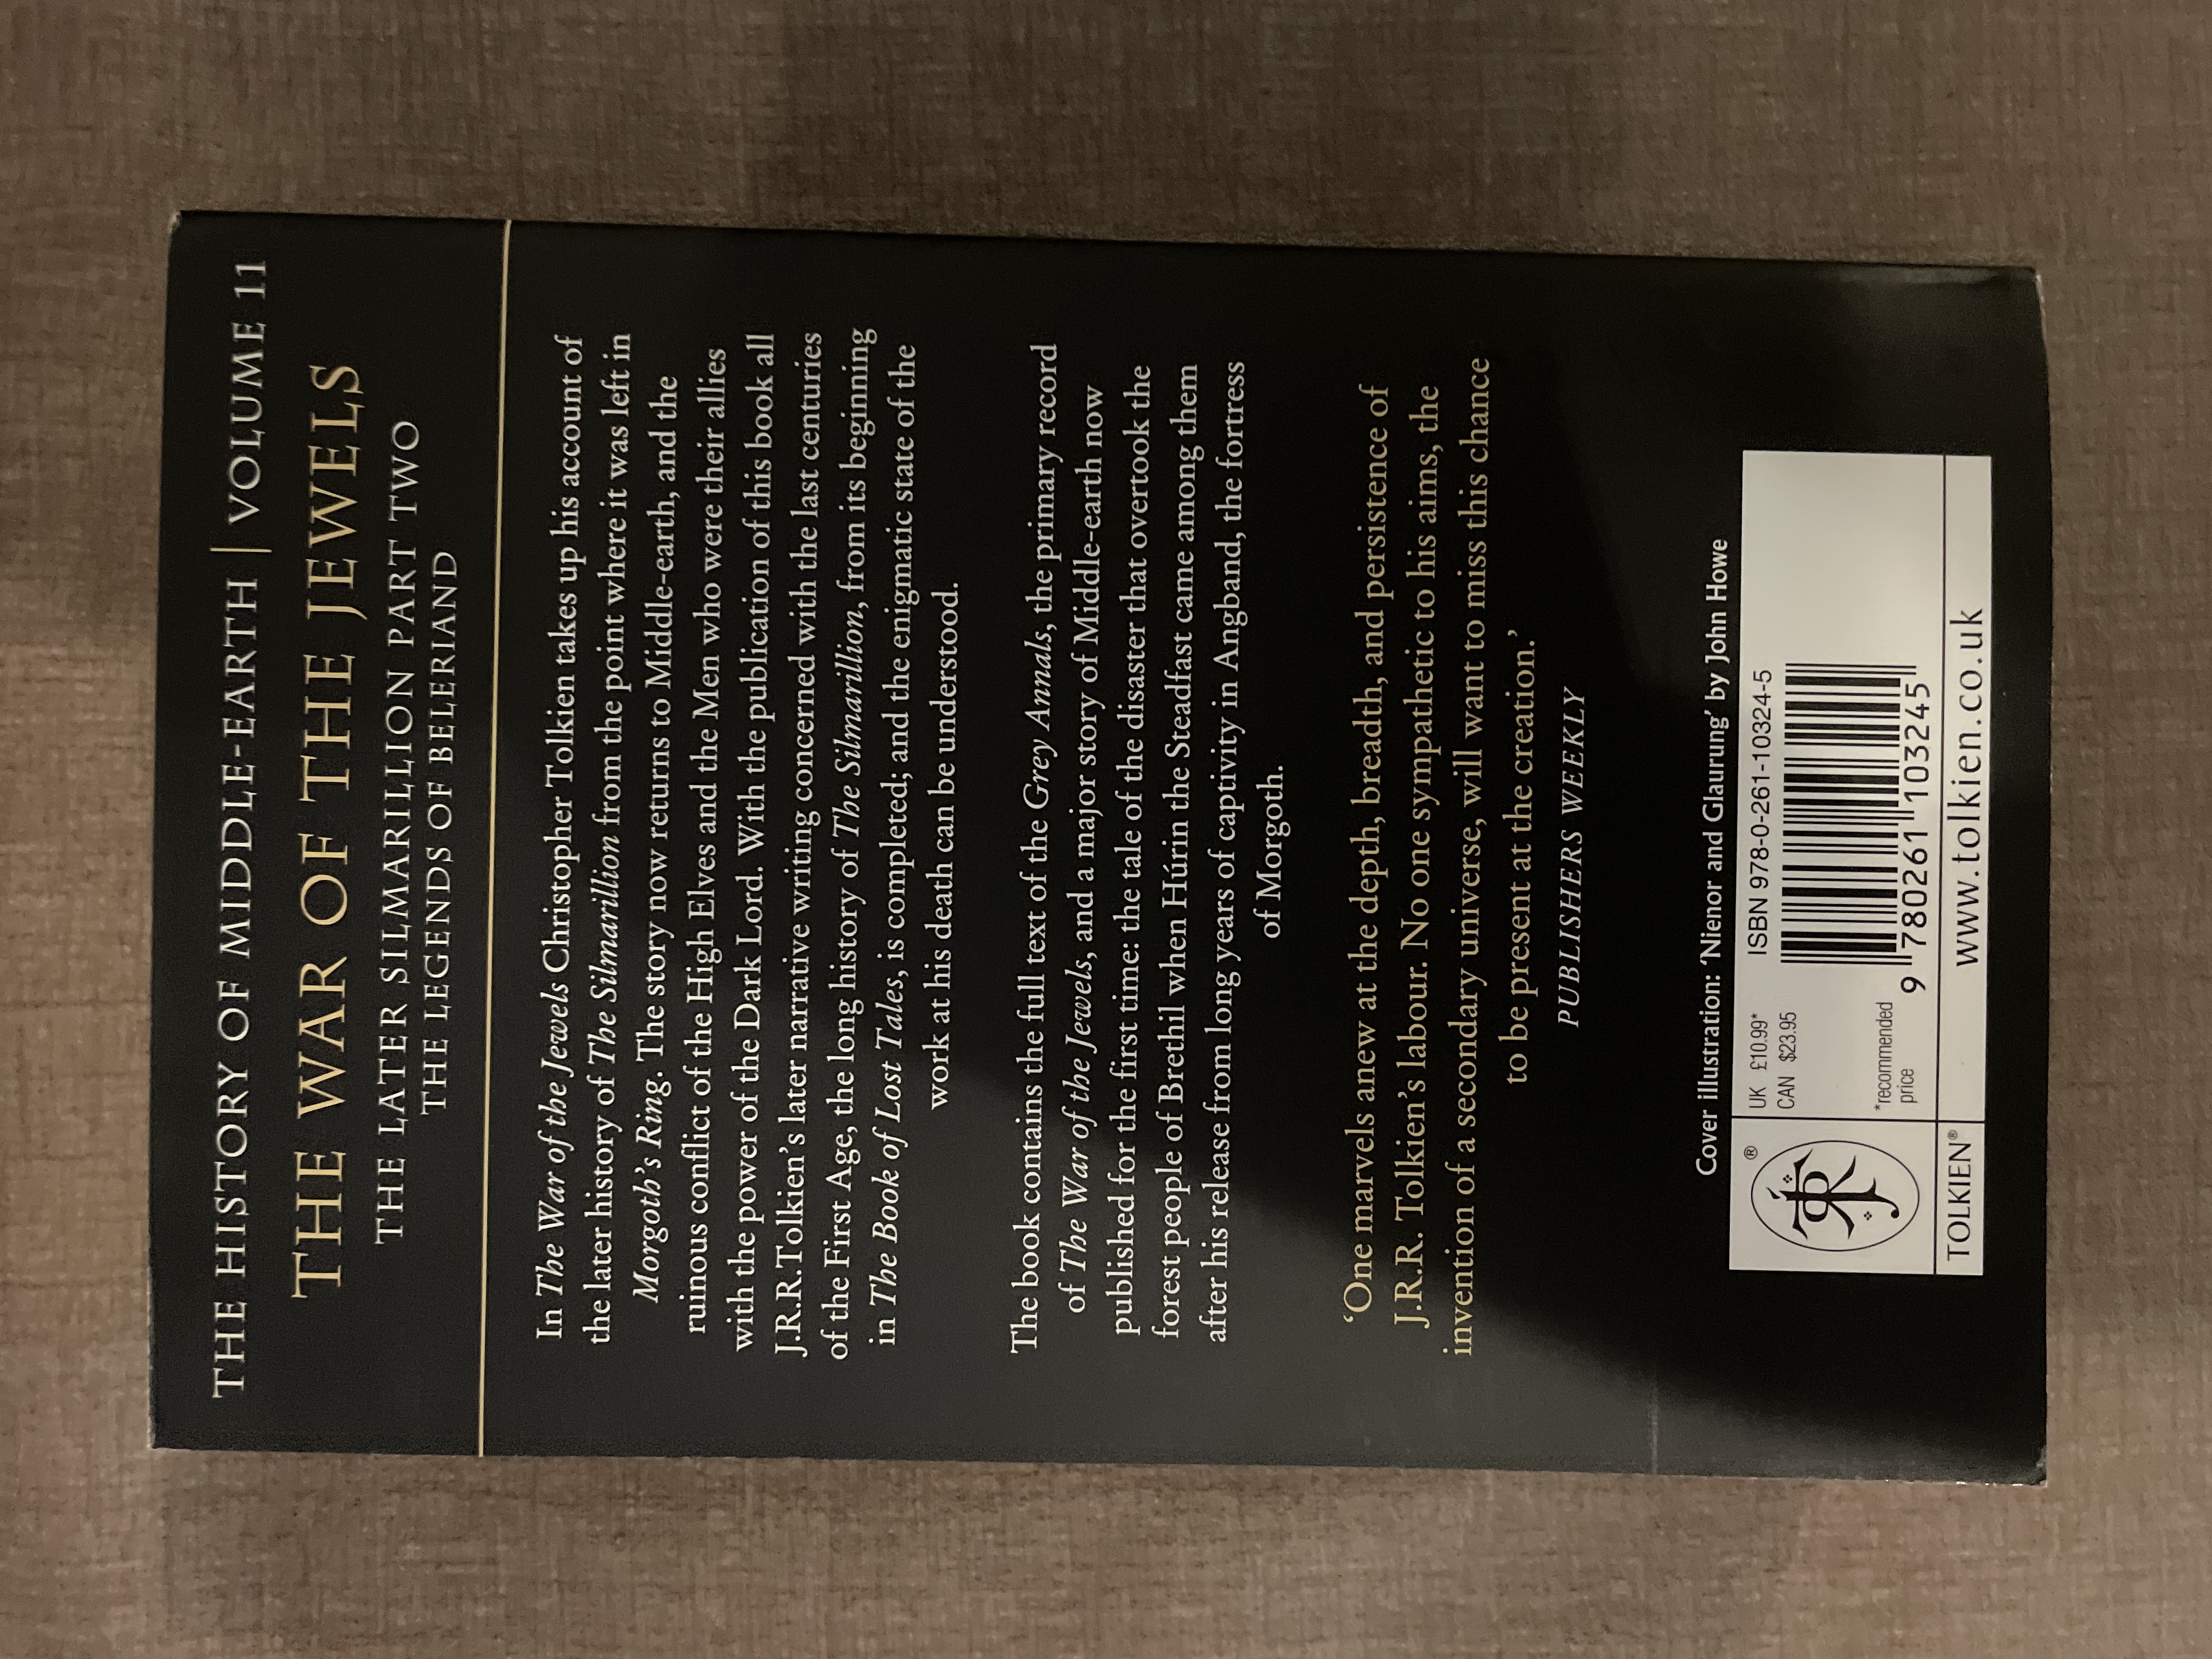 THE HISTORY OF MIDDLE-EARTH | VOLUME 11
THE WAR OF THE JEWELS
THE LATER SILMARILLION PART TWO
THE LEGENDS OF BELERIAND
In The War of the Jewels Christopher Tolkien takes up his account of
the later history of The Silmarillion from the point where it was left in
Morgoth's Ring. The story now returns to Middle-earth, and the
ruinous conflict of the High Elves and the Men who were their allies
with the power of the Dark Lord. With the publication of this book all
J.R.R.Tolkien's later narrative writing concerned with the last centuries
of the First Age, the long history of The Silmarillion, from its beginning
in The Book of Lost Tales, is completed; and the enigmatic state of the
work at his death can be understood.
The book contains the full text of the Grey Annals, the primary record
of The War of the Jewels, and a major story of Middle-earth now
published for the first time: the tale of the disaster that overtook the
forest people of Brethil when Húrin the Steadfast came among them
after his release from long years of captivity in Angband, the fortress
of Morgoth.
‘One marvels anew at the depth, breadth, and persistence of
J.R.R. Tolkien’s labour. No one sympathetic to his aims, the
invention of a secondary universe, will want to miss this chance
to be present at the creation.’
PUBLISHERS WEEKLY
Cover illustration: ‘Nienor and Glaurung’ by John Howe
®
UK £10.99*
CAN $23.95
*recommended
price
ISBN 978-0-261-10324-5
9 780261 103245
TOLKIEN®
www.tolkien.co.uk